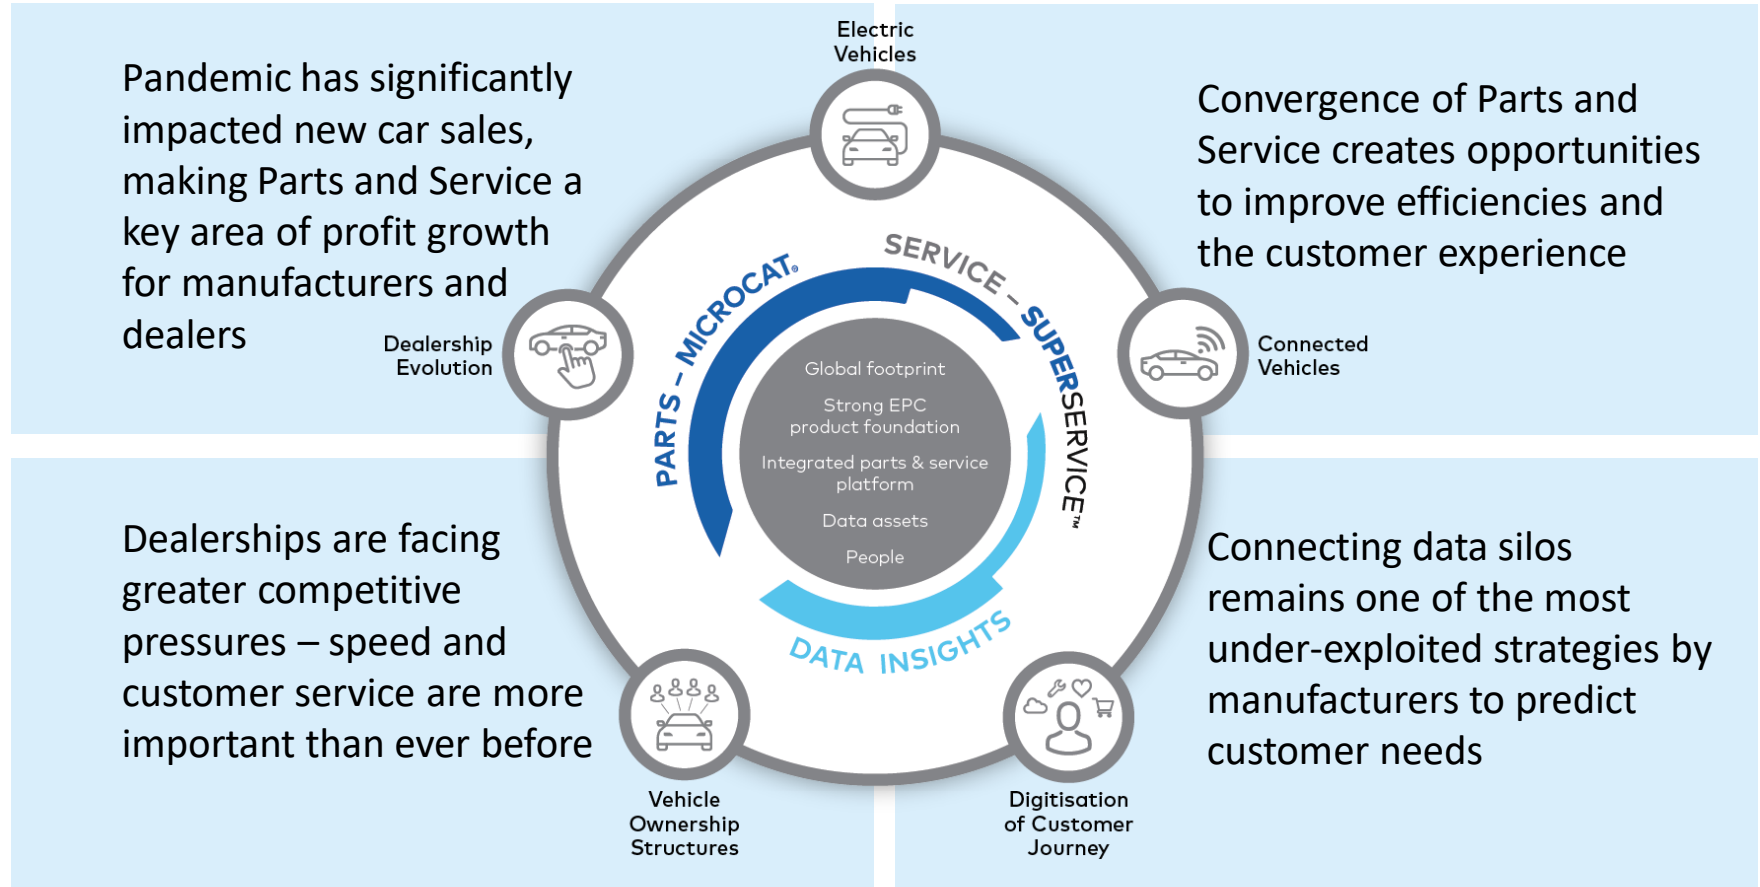 Pandemic has significantly
impacted new car sales,
making Parts and Service a
key area of profit growth
for manufacturers and
dealers
Electric
Vehicles
Convergence of Parts and
Service creates opportunities
to improve efficiencies and
the customer experience
Dealership
Evolution
Connected
Vehicles
PARTS – MICROCAT®
SERVICE – SUPERSERVICE™
Global footprint
Strong EPC
product foundation
Integrated parts & service
platform
Data assets
People
DATA INSIGHTS
Dealerships are facing
greater competitive
pressures – speed and
customer service are more
important than ever before
Connecting data silos
remains one of the most
under-exploited strategies by
manufacturers to predict
customer needs
Vehicle
Ownership
Structures
Digitisation
of Customer
Journey